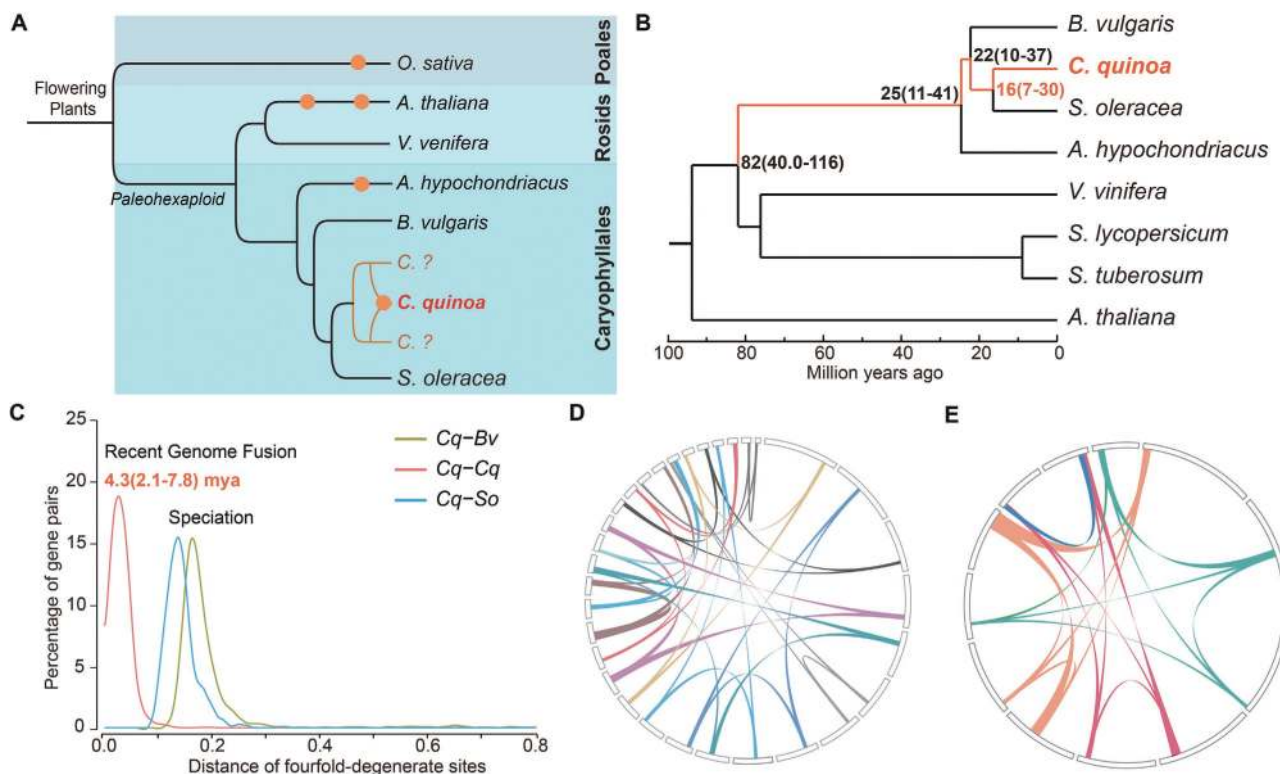 A
Flowering
Plants
Paleohexaploid
O. sativa
A. thaliana
V. venifera
A. hypochondriacus
B. vulgaris
C. ?
C. quinoa
C. ?
S. oleracea
Poales
Rosids
Caryophyllales
B
B. vulgaris
22(10-37)
C. quinoa
16(7-30)
25(11-41)
S. oleracea
A. hypochondriacus
82(40.0-116)
V. vinifera
S. lycopersicum
S. tuberosum
A. thaliana
100 80 60 40 20 0
Million years ago
C
Percentage of gene pairs
25
20
15
10
5
0
Recent Genome Fusion
4.3(2.1-7.8) mya
Speciation
Cq–Bv
Cq–Cq
Cq–So
0.0 0.2 0.4 0.6 0.8
Distance of fourfold-degenerate sites
D
E